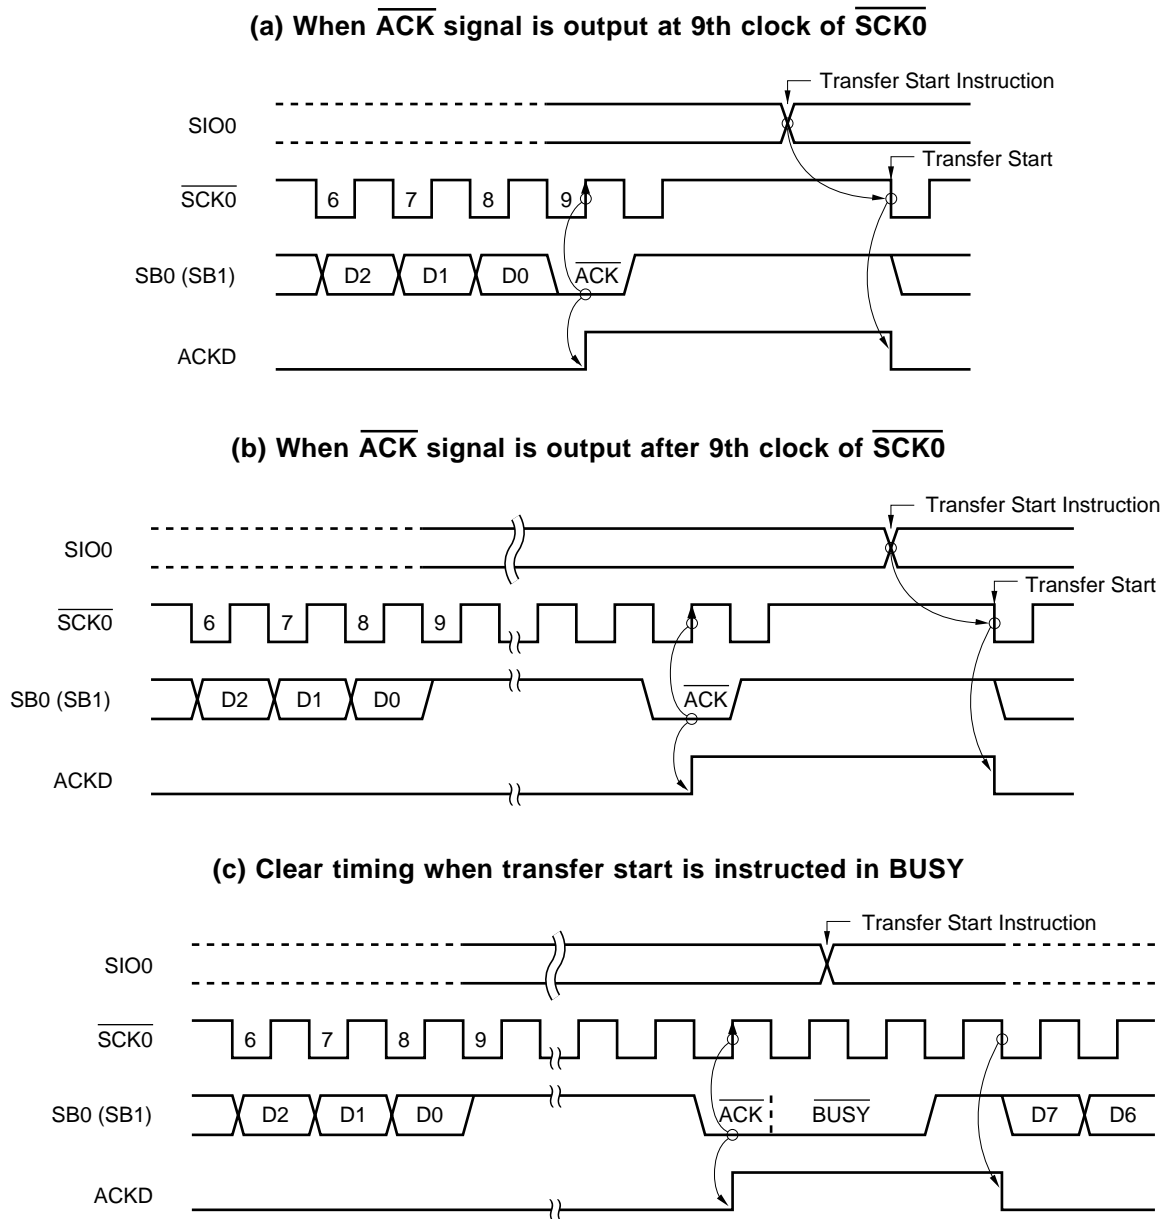 (a) When ACK signal is output at 9th clock of SCK0
Transfer Start Instruction
SIO0
Transfer Start
SCK0
6 7 8 9
SB0 (SB1)
D2 D1 D0 ACK
ACKD
(b) When ACK signal is output after 9th clock of SCK0
Transfer Start Instruction
SIO0
Transfer Start
SCK0
6 7 8 9
SB0 (SB1)
D2 D1 D0 ACK
ACKD
(c) Clear timing when transfer start is instructed in BUSY
Transfer Start Instruction
SIO0
SCK0
6 7 8 9
SB0 (SB1)
D2 D1 D0 ACK BUSY D7 D6
ACKD